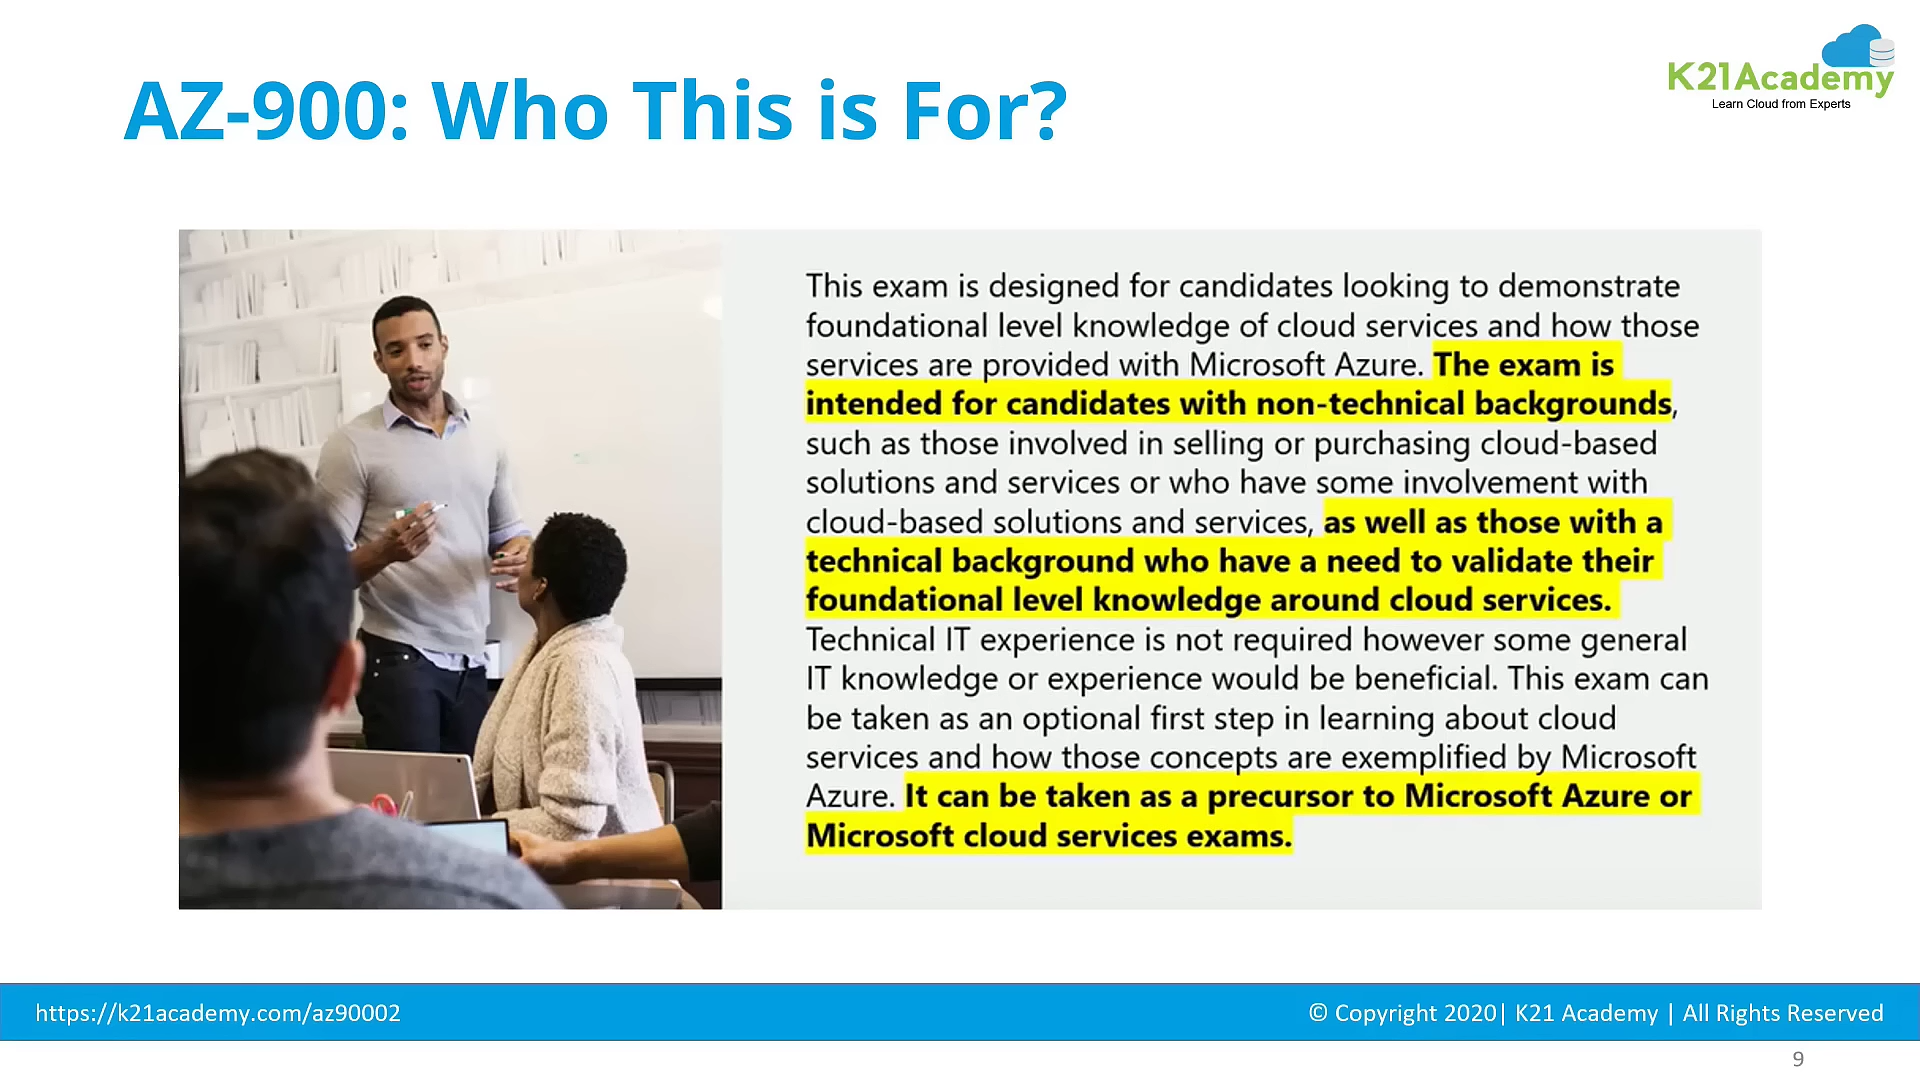 AZ-900: Who This is For?
K21Academy
Learn Cloud from Experts
This exam is designed for candidates looking to demonstrate
foundational level knowledge of cloud services and how those
services are provided with Microsoft Azure. The exam is
intended for candidates with non-technical backgrounds,
such as those involved in selling or purchasing cloud-based
solutions and services or who have some involvement with
cloud-based solutions and services, as well as those with a
technical background who have a need to validate their
foundational level knowledge around cloud services.
Technical IT experience is not required however some general
IT knowledge or experience would be beneficial. This exam can
be taken as an optional first step in learning about cloud
services and how those concepts are exemplified by Microsoft
Azure. It can be taken as a precursor to Microsoft Azure or
Microsoft cloud services exams.
https://k21academy.com/az90002
© Copyright 2020| K21 Academy | All Rights Reserved
9